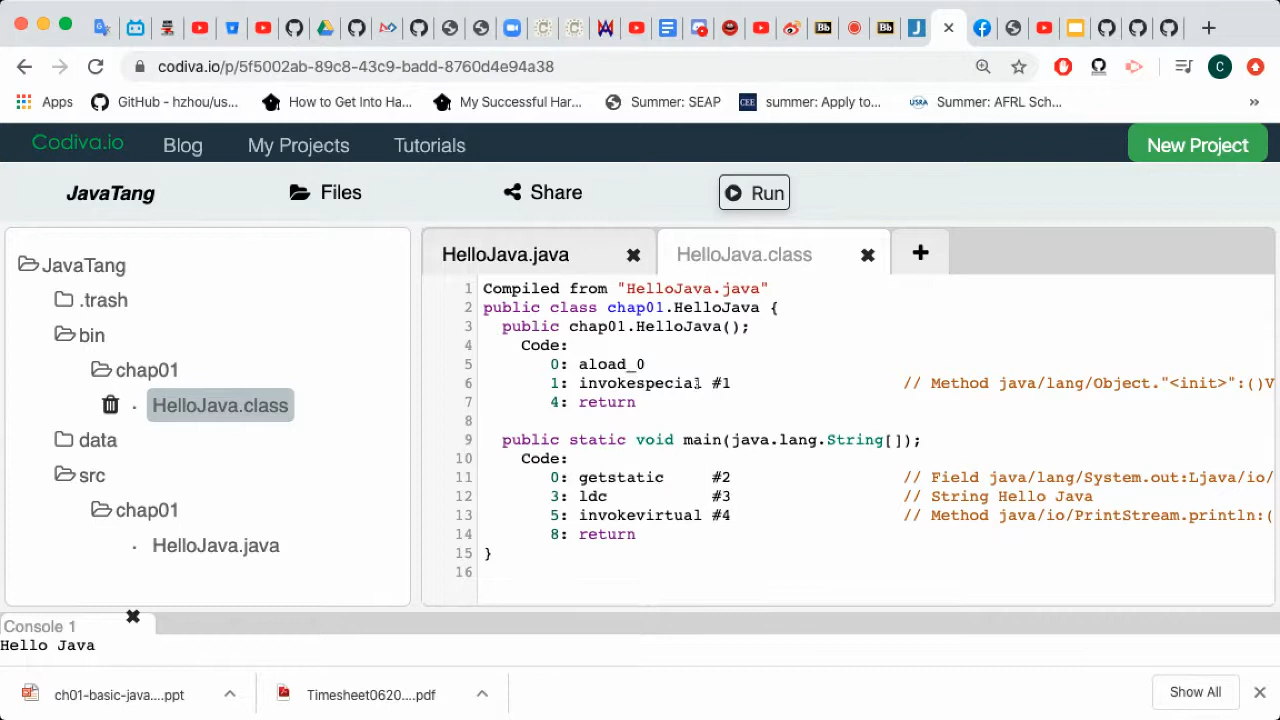 codiva.io/p/5f5002ab-89c8-43c9-badd-8760d4e94a38
C
Apps
GitHub - hzhou/us...
How to Get Into Ha...
My Successful Har...
Summer: SEAP
CEE
summer: Apply to...
USRA
Summer: AFRL Sch...
»
Codiva.io
Blog
My Projects
Tutorials
New Project
JavaTang
Files
Share
Run
JavaTang
.trash
bin
chap01
HelloJava.class
data
src
chap01
HelloJava.java
HelloJava.java
HelloJava.class
1 Compiled from "HelloJava.java"
2 public class chap01.HelloJava {
3 public chap01.HelloJava();
4 Code:
5 0: aload_0
6 1: invokespecial #1 // Method java/lang/Object."<init>":()V
7 4: return
8
9 public static void main(java.lang.String[]);
10 Code:
11 0: getstatic #2 // Field java/lang/System.out:Ljava/io/
12 3: ldc #3 // String Hello Java
13 5: invokevirtual #4 // Method java/io/PrintStream.println:(
14 8: return
15 }
16
Console 1
Hello Java
ch01-basic-java....ppt
Timesheet0620....pdf
Show All